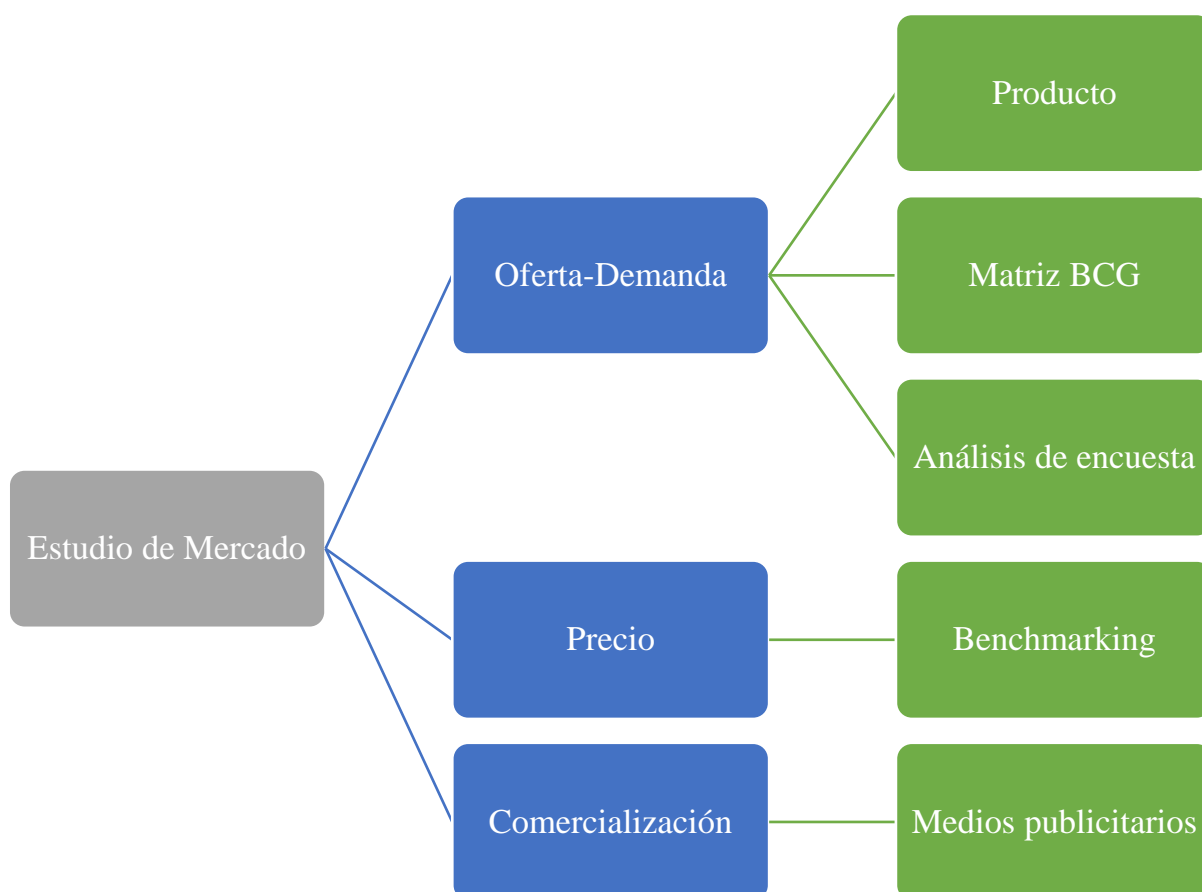 Estudio de Mercado
Oferta-Demanda
Producto
Matriz BCG
Análisis de encuesta
Precio
Benchmarking
Comercialización
Medios publicitarios